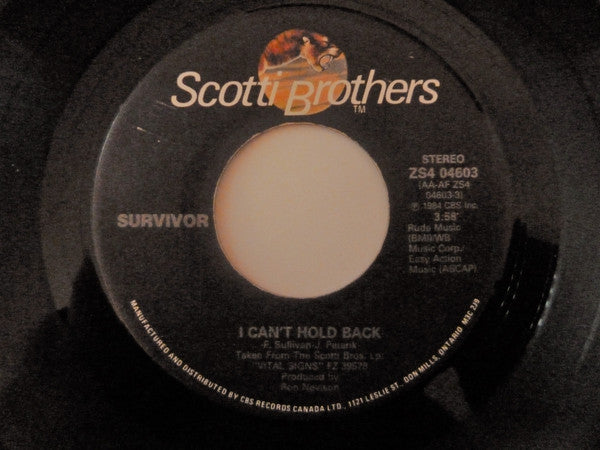 Scotti Brothers
TM
STEREO
ZS4 04603
(AA-AF ZS4
04603-3)
℗ 1984 CBS Inc.
3:58
Rude Music
(BMI)/WB
Music Corp.
Easy Action
Music (ASCAP)
SURVIVOR
I CAN'T HOLD BACK
-F. Sullivan-J. Peterik
Taken From The Scotti Bros. Lp:
"VITAL SIGNS" FZ 39578
Produced by
Ron Nevison
MANUFACTURED AND DISTRIBUTED BY CBS RECORDS CANADA LTD., 1121 LESLIE ST., DON MILLS, ONTARIO M3C 2J9